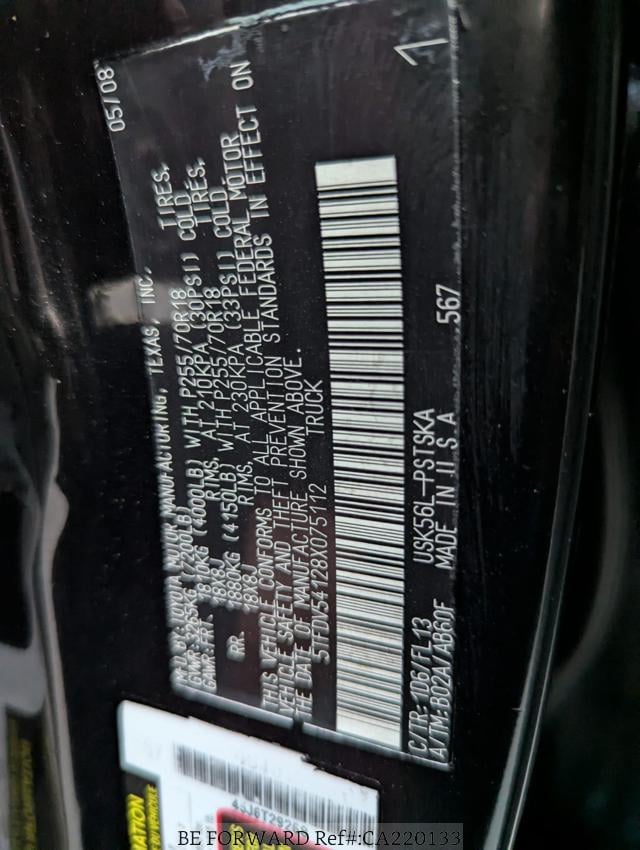 MFD. BY: TOYOTA MOTOR MANUFACTURING, TEXAS, INC. 05/08
GVWR: 3265KG (7200LB)
GAWR: FRT. 1810KG (4000LB) WITH P255/70R18 TIRES,
18X8J RIMS, AT 210KPA (30PSI) COLD.
RR. 1880KG (4150LB) WITH P255/70R18 TIRES,
18X8J RIMS, AT 230KPA (33PSI) COLD.
THIS VEHICLE CONFORMS TO ALL APPLICABLE FEDERAL MOTOR
VEHICLE SAFETY AND THEFT PREVENTION STANDARDS IN EFFECT ON
THE DATE OF MANUFACTURE SHOWN ABOVE.
5TFDV54128X075112 TRUCK
C/TR: 1D6/FL13 USK56L-PSTSKA 567
A/TM-B02A/AB60F MADE IN U S A
1
BE FORWARD Ref#:CA220133